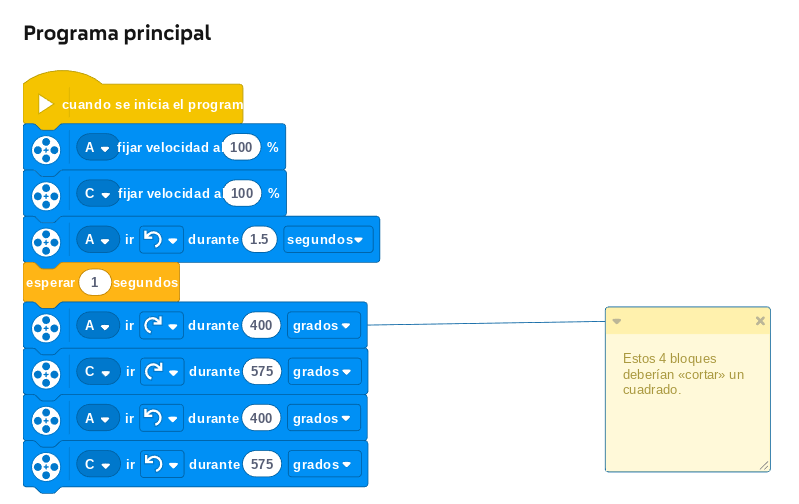 Programa principal
cuando se inicia el program
A fijar velocidad al 100 %
C fijar velocidad al 100 %
A ir durante 1.5 segundos
esperar 1 segundos
A ir durante 400 grados
C ir durante 575 grados
A ir durante 400 grados
C ir durante 575 grados
Estos 4 bloques
deberían «cortar» un
cuadrado.